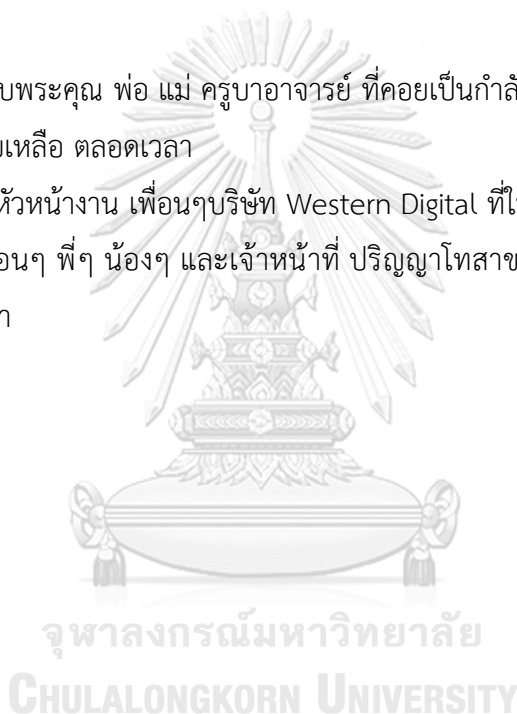 บพระคุณ พ่อ แม่ ครูบาอาจารย์ ที่คอยเป็นกำลั
ยเหลือ ตลอดเวลา
หัวหน้างาน เพื่อนๆบริษัท Western Digital ที่ใ
อนๆ พี่ๆ น้องๆ และเจ้าหน้าที่ ปริญญาโทสาข
า
จุฬาลงกรณ์มหาวิทยาลัย
CHULALONGKORN UNIVERSITY